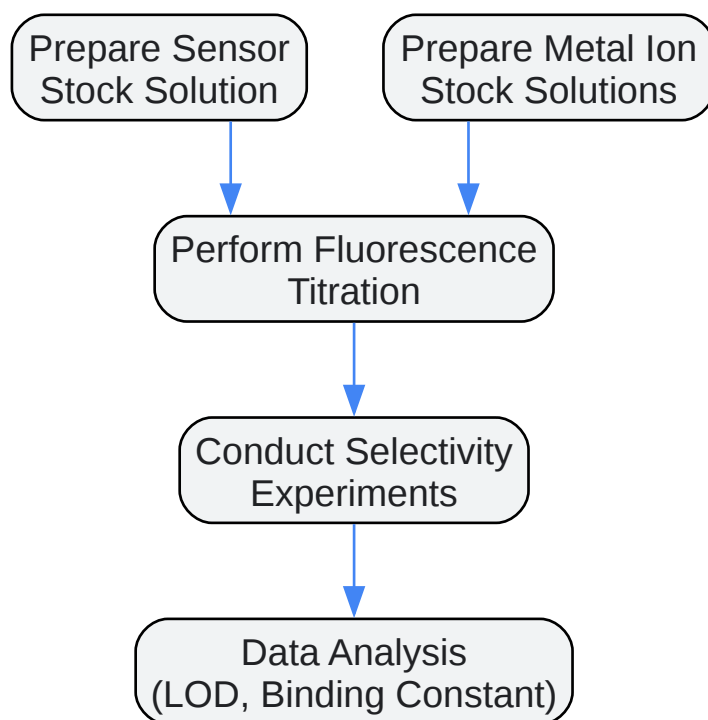 Prepare Sensor
Stock Solution
Prepare Metal Ion
Stock Solutions
Perform Fluorescence
Titration
Conduct Selectivity
Experiments
Data Analysis
(LOD, Binding Constant)